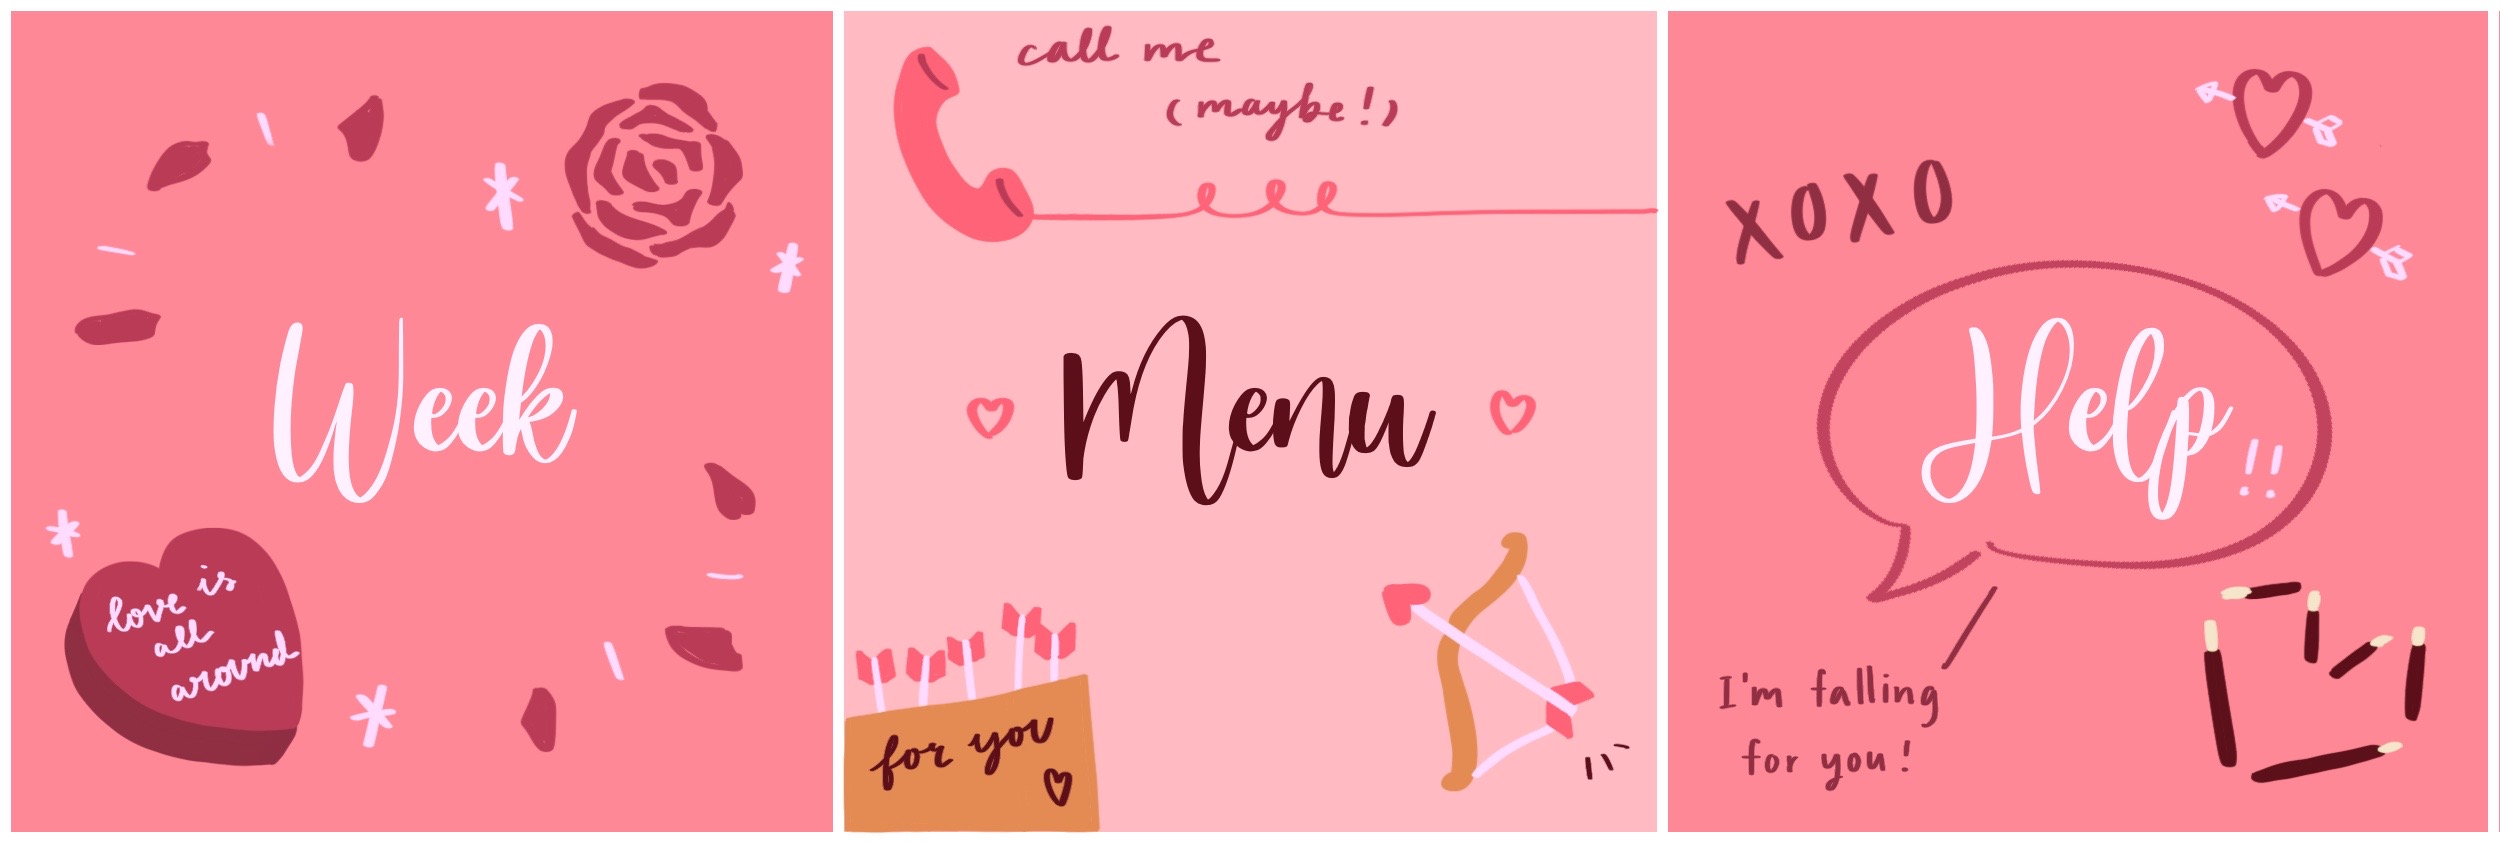 Week
love is
all
around
call me
(maybe!)
Menu
for you
XOXO
Help!!
I'm falling
for you!